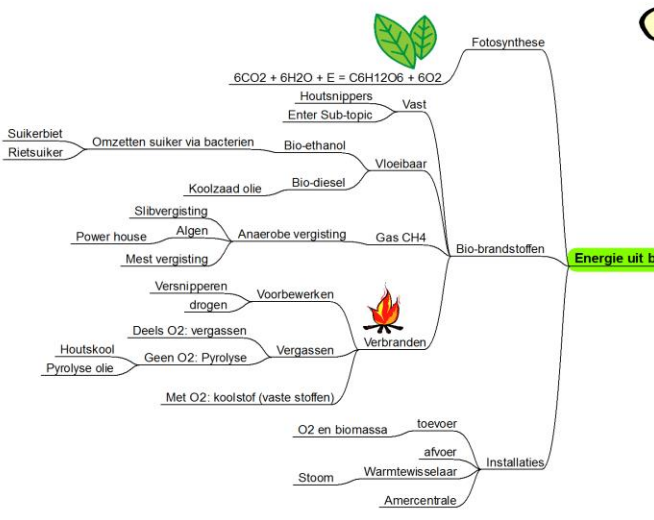 Fotosynthese
6CO2 + 6H2O + E = C6H12O6 + 6O2
Houtsnippers
Vast
Enter Sub-topic
Suikerbiet
Omzetten suiker via bacterien
Bio-ethanol
Rietsuiker
Vloeibaar
Koolzaad olie
Bio-diesel
Slibvergisting
Power house
Algen
Anaerobe vergisting
Gas CH4
Mest vergisting
Bio-brandstoffen
Energie uit b
Versnipperen
Voorbewerken
drogen
Deels O2: vergassen
Verbranden
Houtskool
Geen O2: Pyrolyse
Vergassen
Pyrolyse olie
Met O2: koolstof (vaste stoffen)
O2 en biomassa
toevoer
afvoer
Installaties
Stoom
Warmtewisselaar
Amercentrale